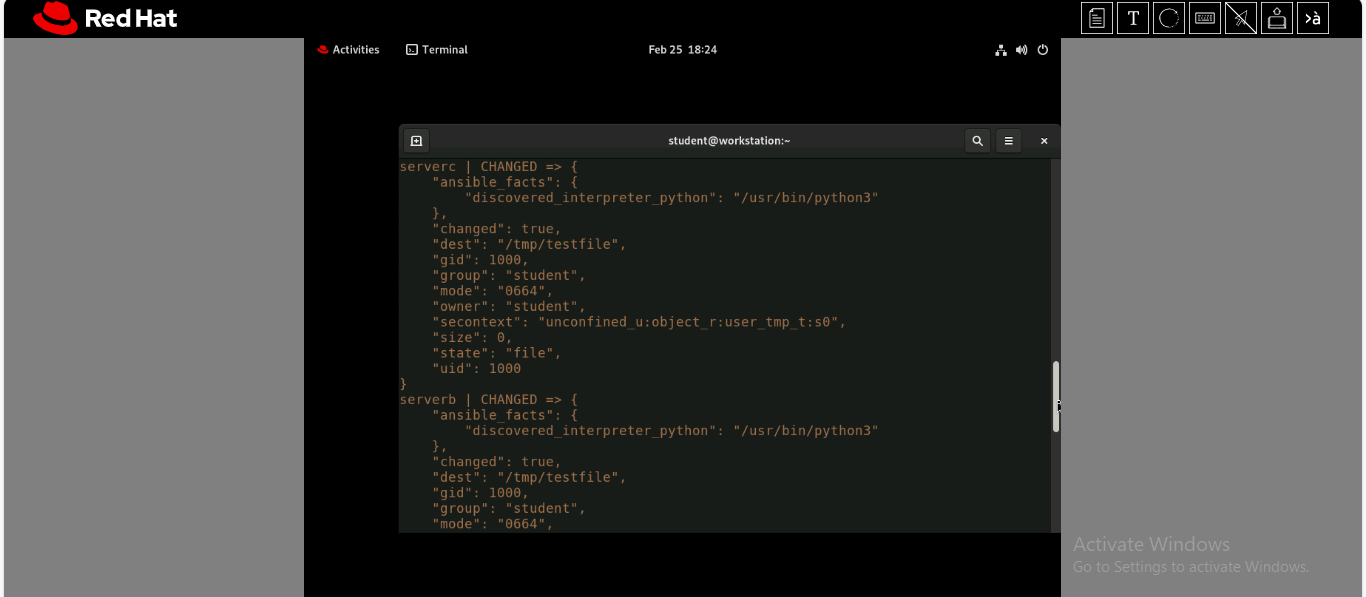 Red Hat
T
>à
Activities
Terminal
Feb 25 18:24
student@workstation:~
serverc | CHANGED => {
    "ansible_facts": {
        "discovered_interpreter_python": "/usr/bin/python3"
    },
    "changed": true,
    "dest": "/tmp/testfile",
    "gid": 1000,
    "group": "student",
    "mode": "0664",
    "owner": "student",
    "secontext": "unconfined_u:object_r:user_tmp_t:s0",
    "size": 0,
    "state": "file",
    "uid": 1000
}
serverb | CHANGED => {
    "ansible_facts": {
        "discovered_interpreter_python": "/usr/bin/python3"
    },
    "changed": true,
    "dest": "/tmp/testfile",
    "gid": 1000,
    "group": "student",
    "mode": "0664",
Activate Windows
Go to Settings to activate Windows.